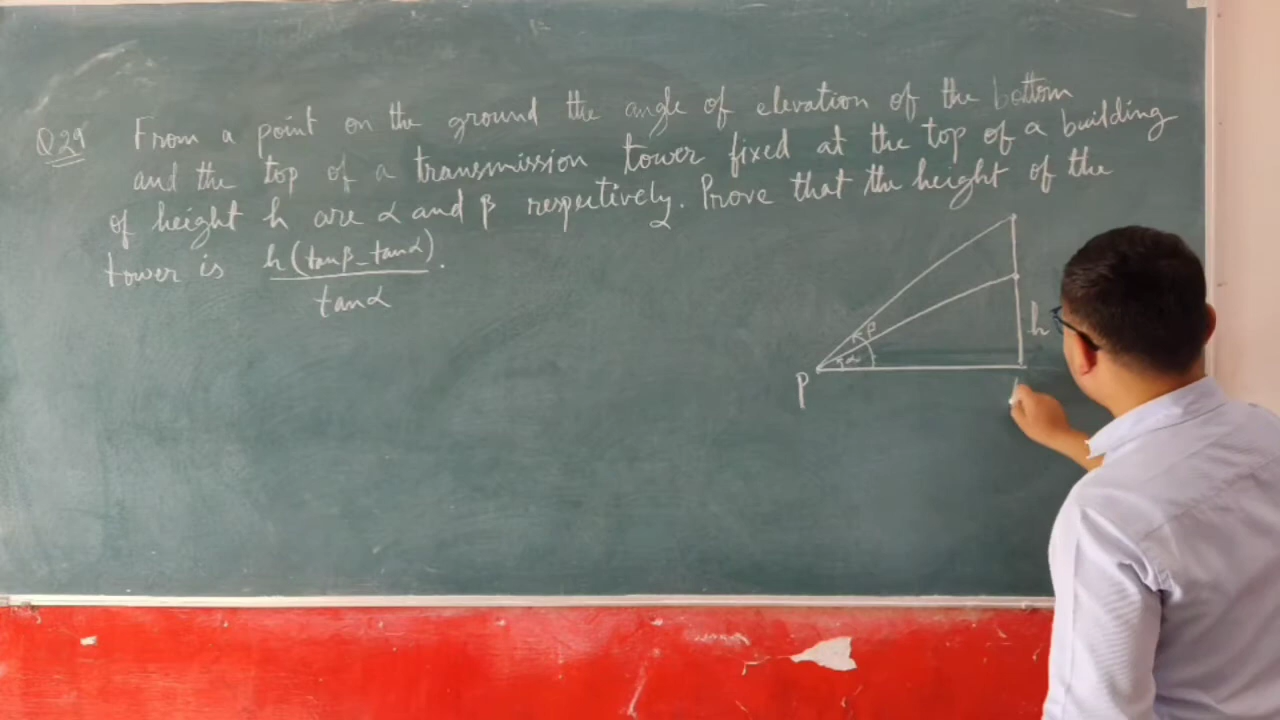 Q29 From a point on the ground the angle of elevation of the bottom
and the top of a transmission tower fixed at the top of a building
of height h are α and β respectively. Prove that the height of the
tower is h(tanβ-tanα)/tanα.
h
β
α
P